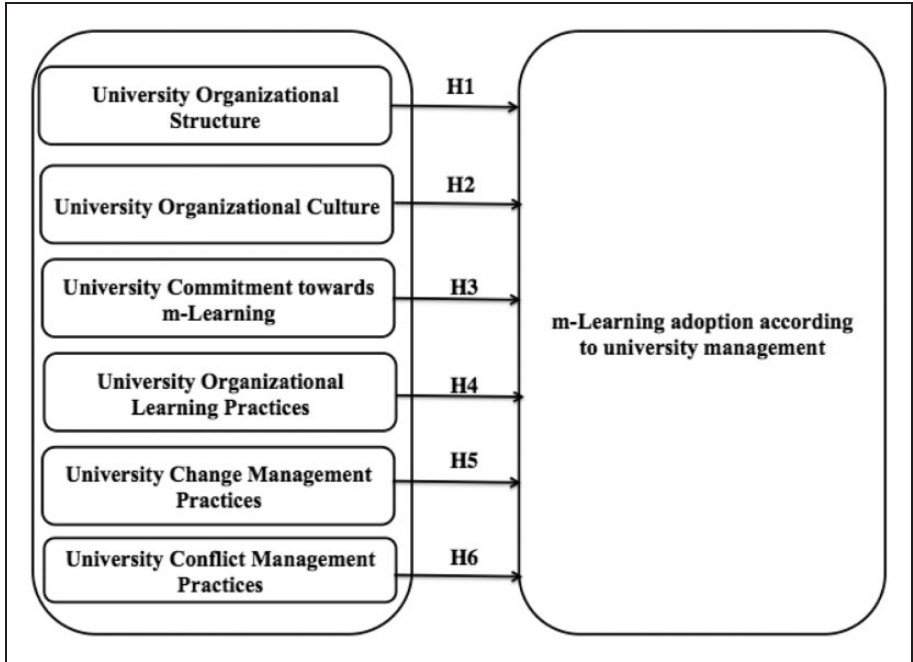 University Organizational
Structure
H1
University Organizational Culture
H2
University Commitment towards
m-Learning
H3
University Organizational
Learning Practices
H4
University Change Management
Practices
H5
University Conflict Management
Practices
H6
m-Learning adoption according
to university management